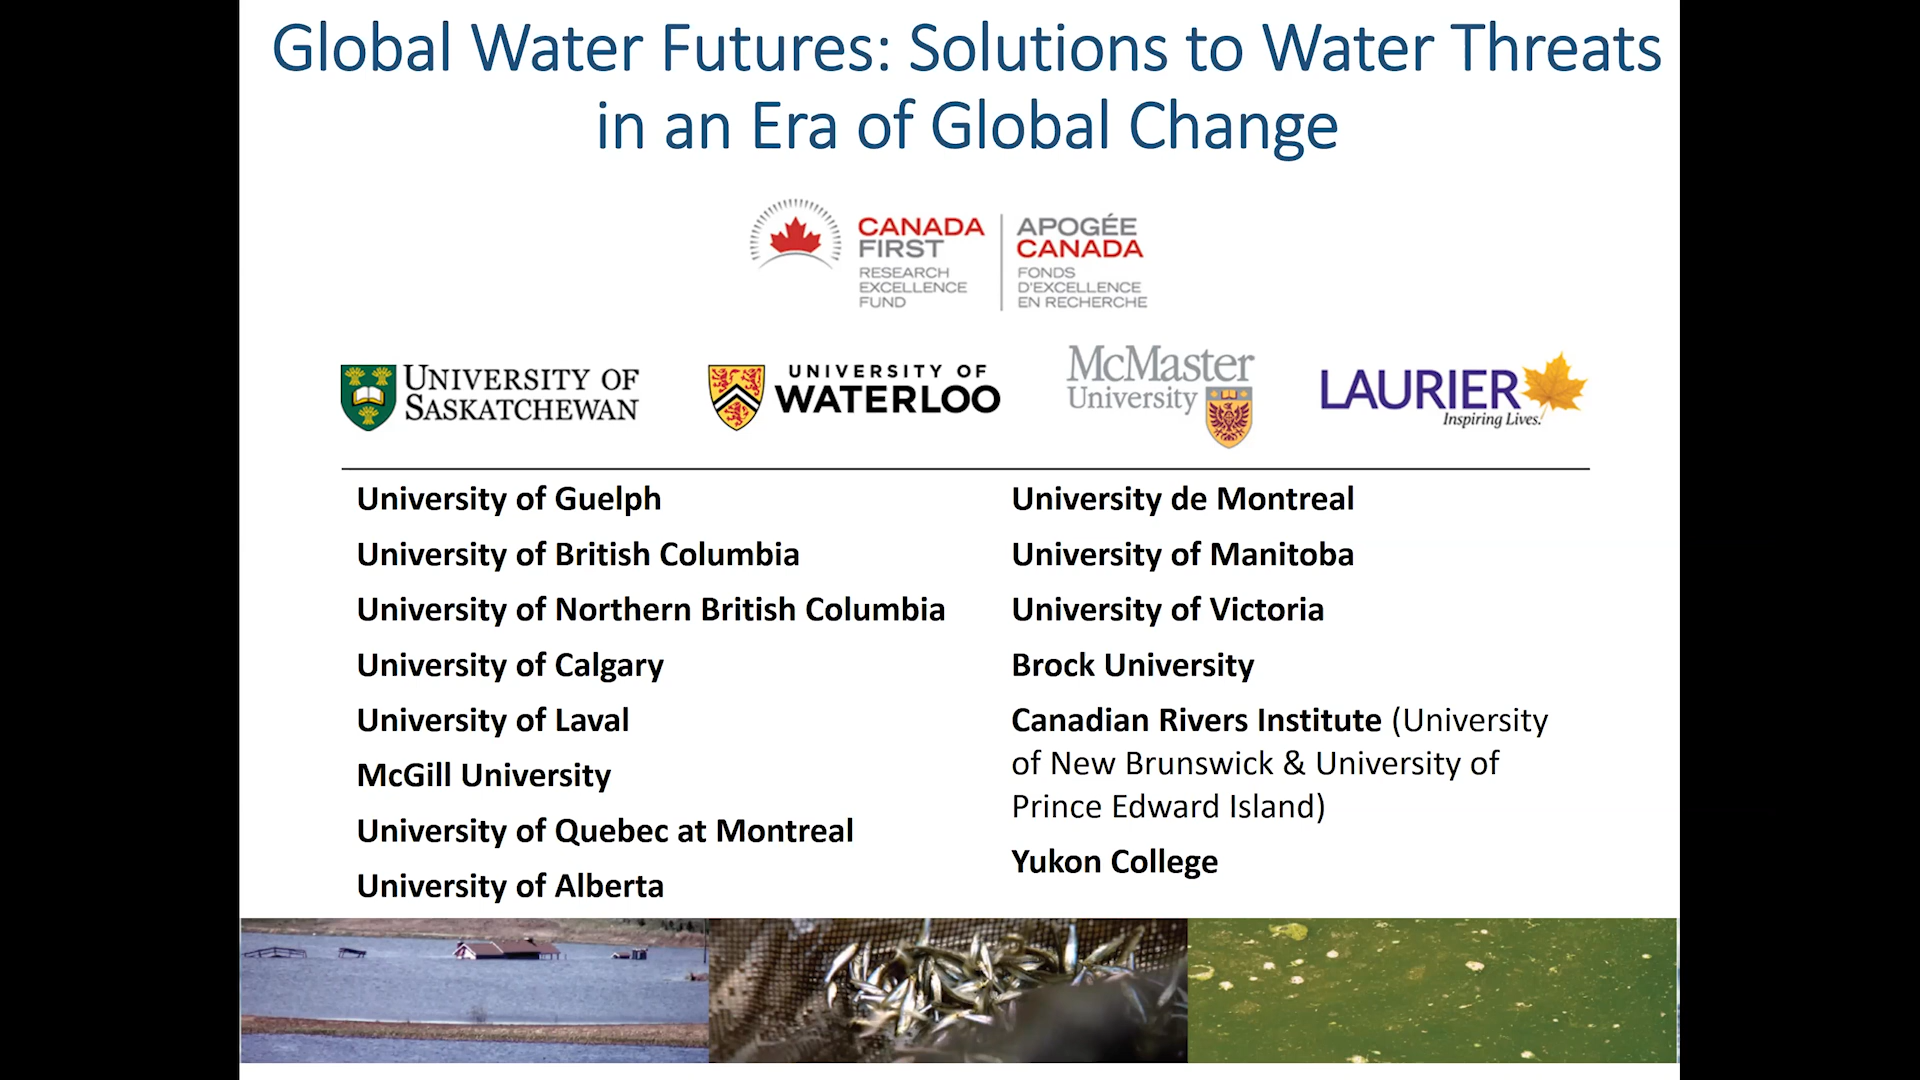 Global Water Futures: Solutions to Water Threats
in an Era of Global Change
CANADA
FIRST
RESEARCH
EXCELLENCE
FUND
APOGÉE
CANADA
FONDS
D'EXCELLENCE
EN RECHERCHE
UNIVERSITY OF
SASKATCHEWAN
UNIVERSITY OF
WATERLOO
McMaster
University
LAURIER
Inspiring Lives.
University of Guelph
University of British Columbia
University of Northern British Columbia
University of Calgary
University of Laval
McGill University
University of Quebec at Montreal
University of Alberta
University de Montreal
University of Manitoba
University of Victoria
Brock University
Canadian Rivers Institute (University
of New Brunswick & University of
Prince Edward Island)
Yukon College